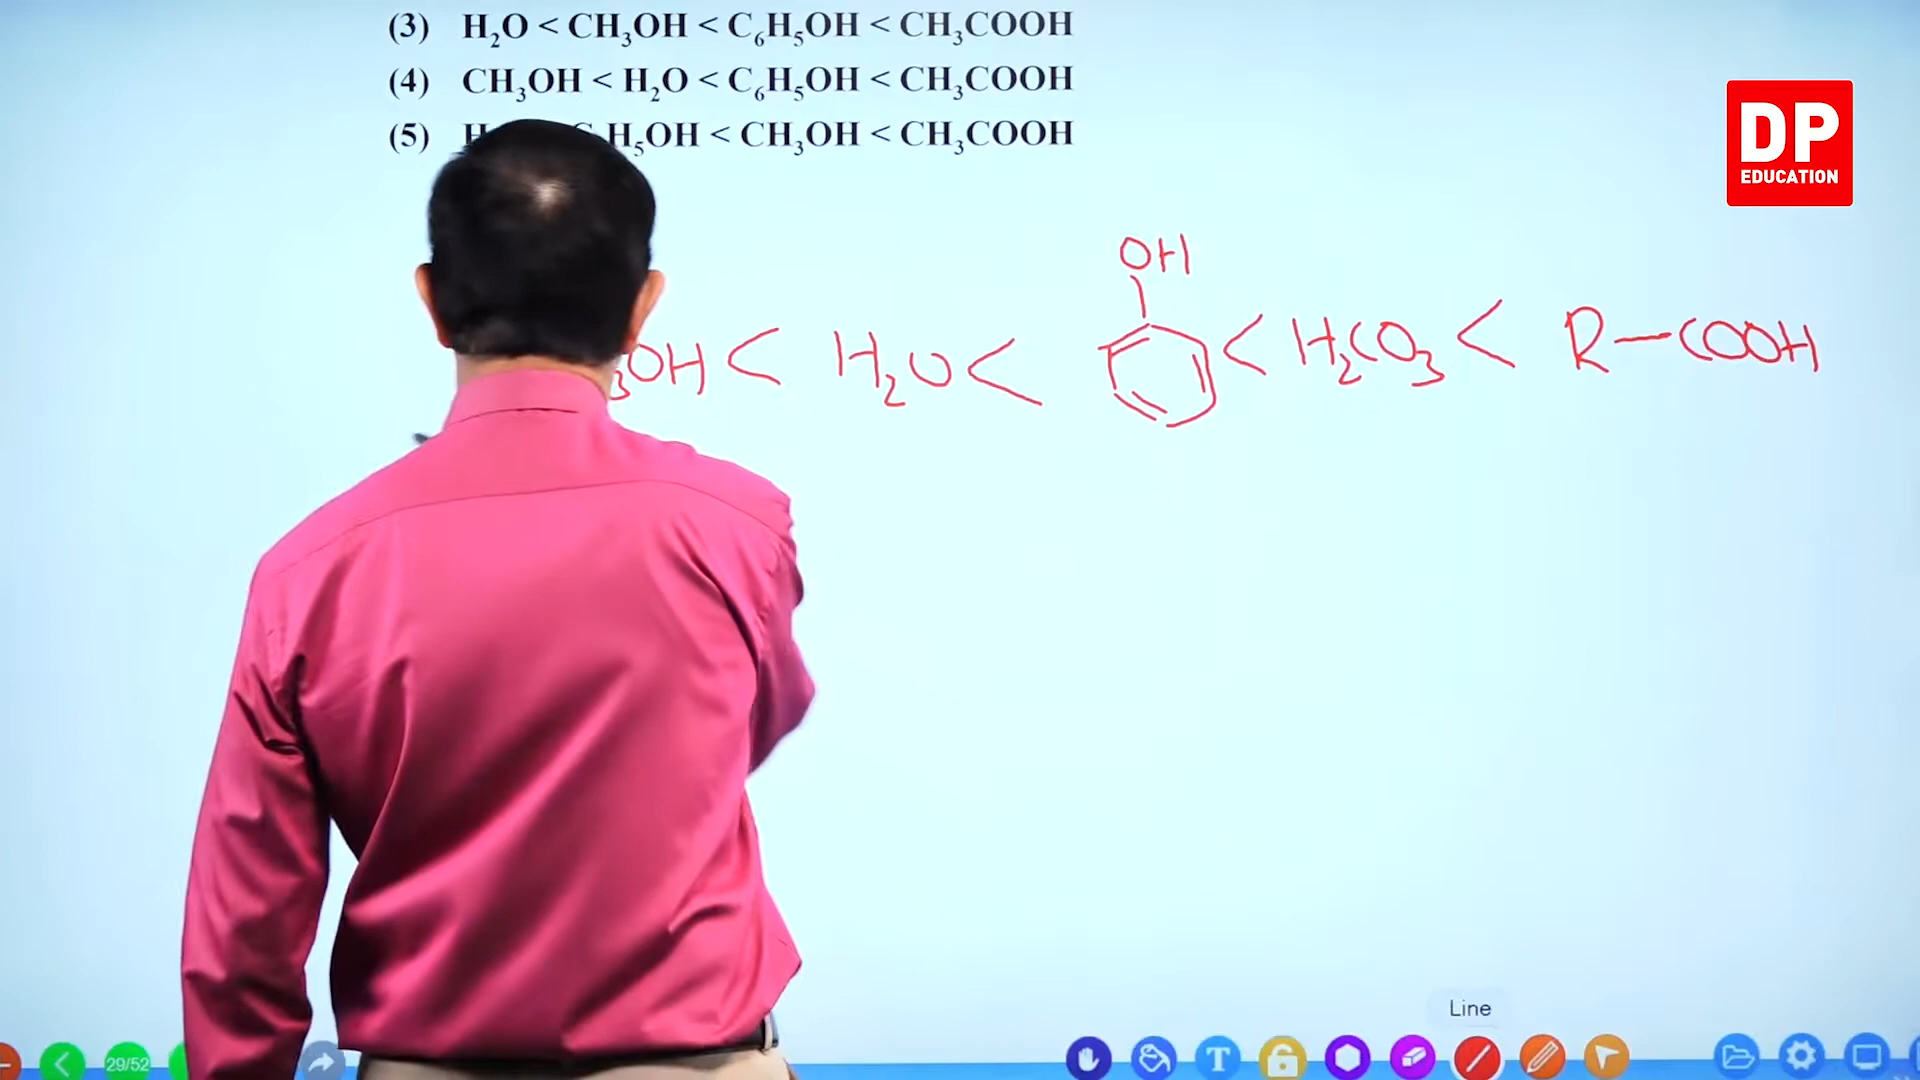 (3) H₂O < CH₃OH < C₆H₅OH < CH₃COOH
(4) CH₃OH < H₂O < C₆H₅OH < CH₃COOH
(5) H₅OH < CH₃OH < CH₃COOH
DP
EDUCATION
OH
₃OH < H₂O < < H₂CO₃ < R-COOH
Line
29/52
T